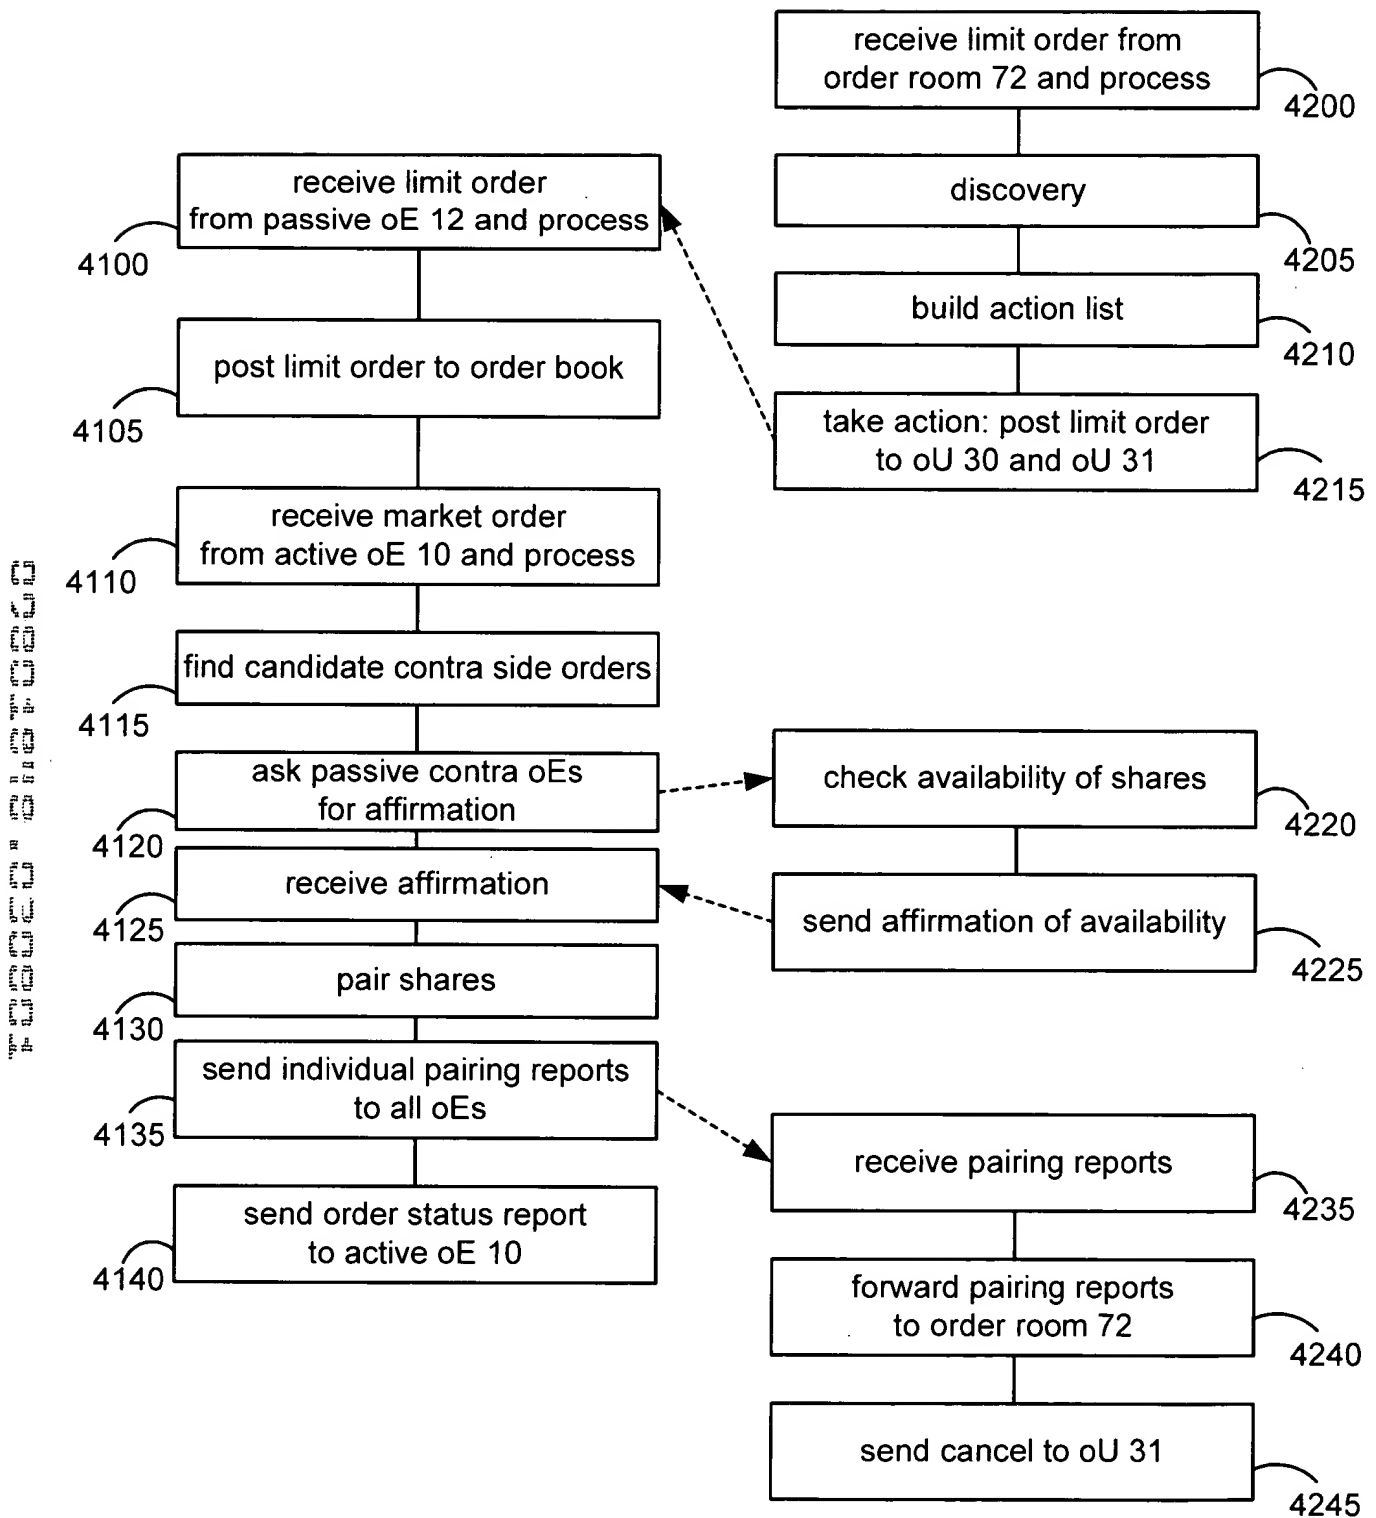 receive limit order from
order room 72 and process
4200
discovery
4205
build action list
4210
take action: post limit order
to oU 30 and oU 31
4215
receive limit order
from passive oE 12 and process
4100
post limit order to order book
4105
receive market order
from active oE 10 and process
4110
find candidate contra side orders
4115
ask passive contra oEs
for affirmation
4120
check availability of shares
4220
receive affirmation
4125
send affirmation of availability
4225
pair shares
4130
send individual pairing reports
to all oEs
4135
receive pairing reports
4235
send order status report
to active oE 10
4140
forward pairing reports
to order room 72
4240
send cancel to oU 31
4245